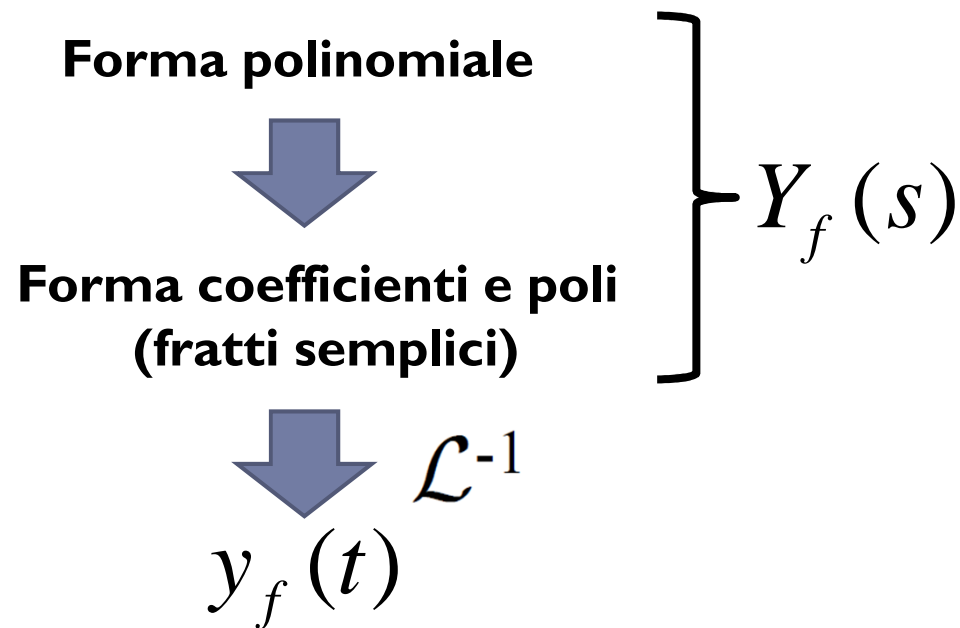 Forma polinomiale
Y_f (s)
Forma coefficienti e poli
(fratti semplici)
ℒ⁻¹
y_f (t)